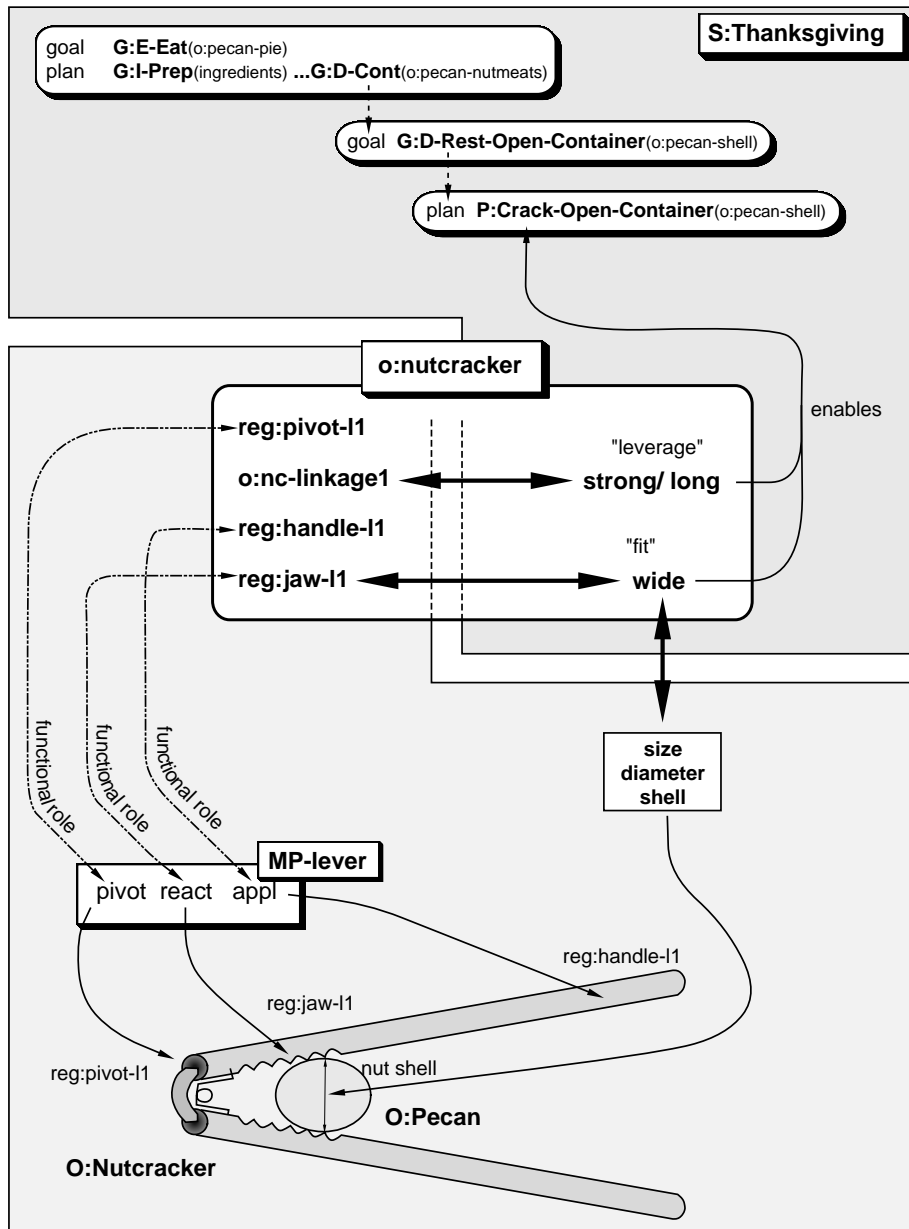 S:Thanksgiving
goal G:E-Eat(o:pecan-pie)
plan G:I-Prep(ingredients) ...G:D-Cont(o:pecan-nutmeats)
goal G:D-Rest-Open-Container(o:pecan-shell)
plan P:Crack-Open-Container(o:pecan-shell)
o:nutcracker
enables
reg:pivot-l1
"leverage"
o:nc-linkage1
strong/ long
reg:handle-l1
"fit"
reg:jaw-l1
wide
functional role
functional role
functional role
size
diameter
shell
MP-lever
pivot react appl
reg:handle-l1
reg:jaw-l1
reg:pivot-l1
nut shell
O:Pecan
O:Nutcracker